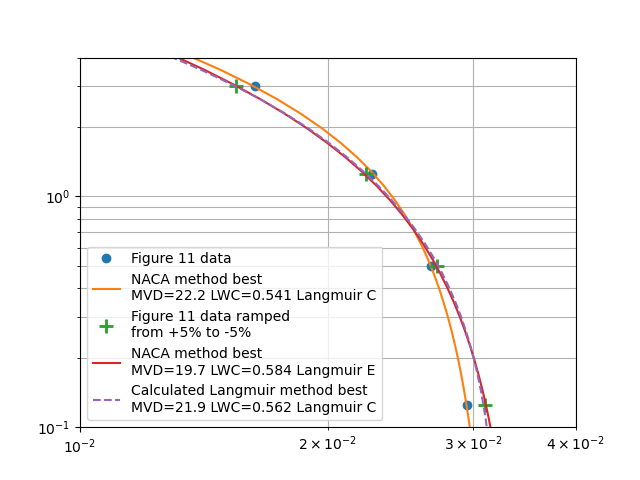 10⁰
10⁻¹
Figure 11 data
NACA method best
MVD=22.2 LWC=0.541 Langmuir C
Figure 11 data ramped
from +5% to -5%
NACA method best
MVD=19.7 LWC=0.584 Langmuir E
Calculated Langmuir method best
MVD=21.9 LWC=0.562 Langmuir C
10⁻² 2×10⁻² 3×10⁻² 4×10⁻²